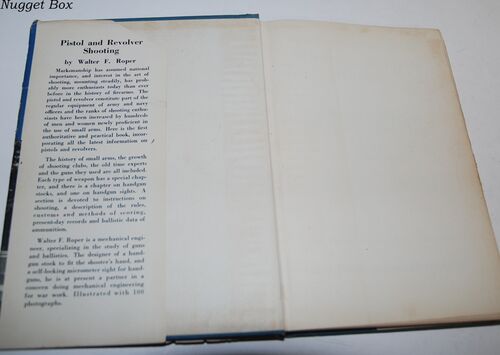 Nugget Box
Pistol and Revolver
Shooting
by Walter F. Roper
Marksmanship has assumed national
importance, and interest in the art of
shooting, mounting steadily, has prob-
ably more enthusiasts today than ever
before in the history of firearms. The
pistol and revolver constitute part of the
regular equipment of army and navy
officers and the ranks of shooting enthu-
siasts have been increased by hundreds
of men and women newly proficient in
the use of small arms. Here is the first
authoritative and practical book, incor-
porating all the latest information on
pistols and revolvers.
The history of small arms, the growth
of shooting clubs, the old time experts
and the guns they used are all included.
Each type of weapon has a special chap-
ter, and there is a chapter on handgun
stocks, and one on handgun sights. A
section is devoted to instructions on
shooting, a description of the rules,
customs and methods of scoring,
present-day records and ballistic data of
ammunition.
Walter F. Roper is a mechanical engi-
neer, specializing in the study of guns
and ballistics. The designer of a hand-
gun stock to fit the shooter's hand, and
a self-locking micrometer sight for hand-
guns, he is at present a partner in a
concern doing mechanical engineering
for war work. Illustrated with 100
photographs.